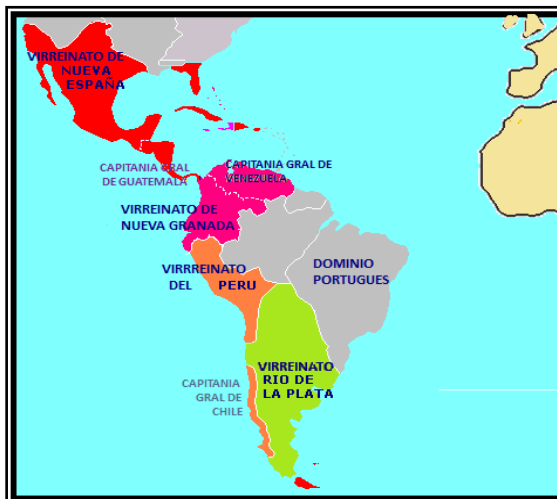 VIRREINATO DE
NUEVA
ESPAÑA
CAPITANIA GRAL
DE GUATEMALA
CAPITANIA GRAL DE
VENEZUELA
VIRREINATO DE
NUEVA GRANADA
VIRRREINATO
DEL PERU
DOMINIO
PORTUGUES
VIRREINATO
RIO DE
LA PLATA
CAPITANIA
GRAL DE
CHILE